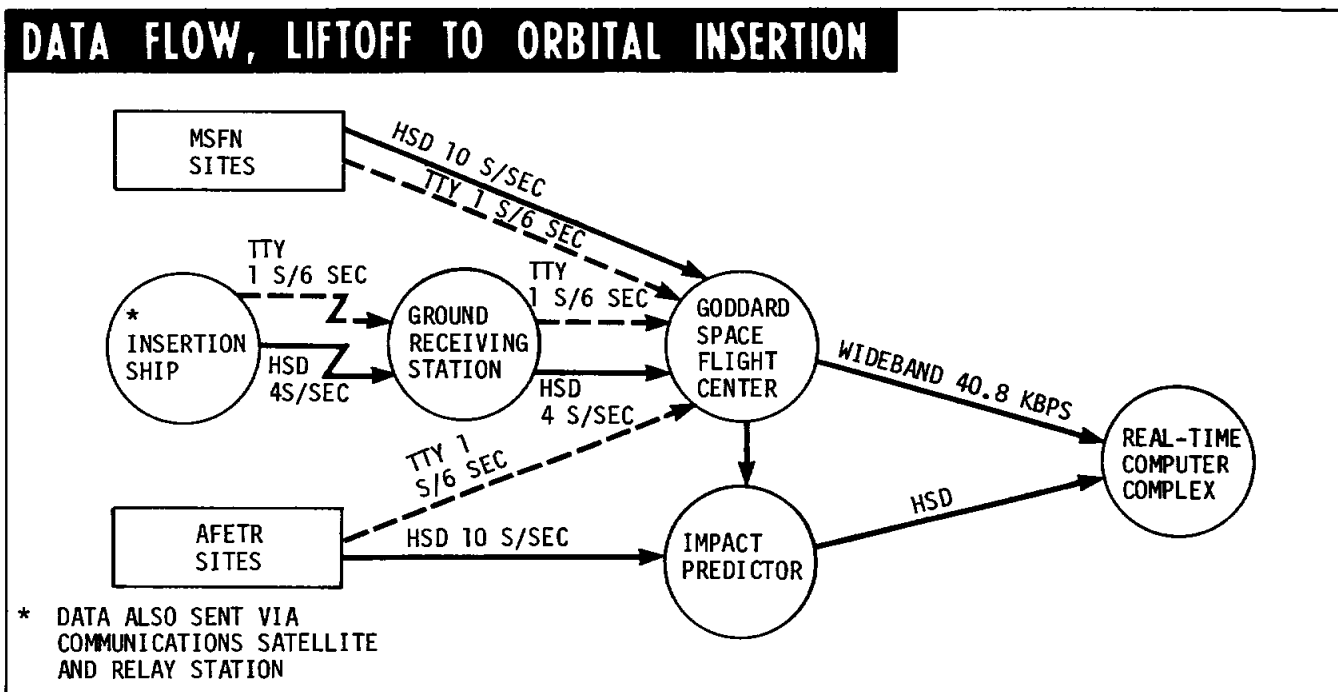 DATA FLOW, LIFTOFF TO ORBITAL INSERTION
MSFN
SITES
HSD 10 S/SEC
TTY 1 S/6 SEC
TTY
1 S/6 SEC
*
INSERTION
SHIP
HSD
4S/SEC
GROUND
RECEIVING
STATION
TTY
1 S/6 SEC
HSD
4 S/SEC
GODDARD
SPACE
FLIGHT
CENTER
WIDEBAND 40.8 KBPS
REAL-TIME
COMPUTER
COMPLEX
TTY 1
S/6 SEC
AFETR
SITES
HSD 10 S/SEC
IMPACT
PREDICTOR
HSD
* DATA ALSO SENT VIA
COMMUNICATIONS SATELLITE
AND RELAY STATION